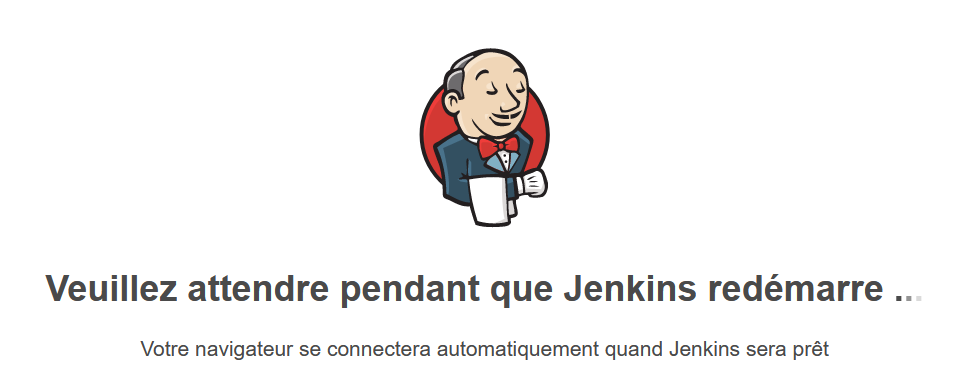 Veuillez attendre pendant que Jenkins redémarre ...
Votre navigateur se connectera automatiquement quand Jenkins sera prêt